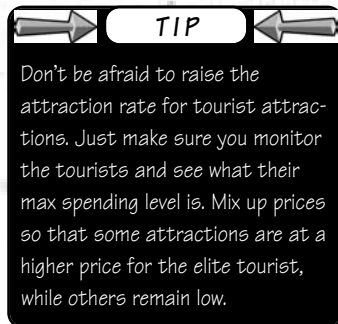 TIP
Don't be afraid to raise the
attraction rate for tourist attrac-
tions. Just make sure you monitor
the tourists and see what their
max spending level is. Mix up prices
so that some attractions are at a
higher price for the elite tourist,
while others remain low.